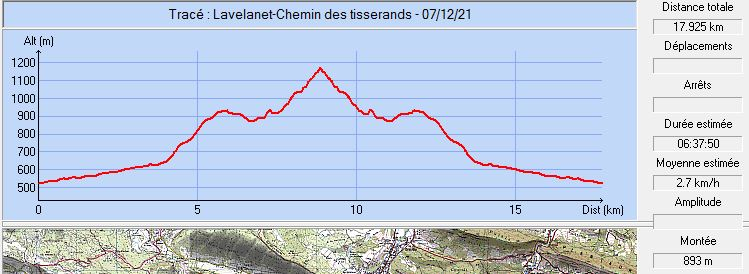 Tracé : Lavelanet-Chemin des tisserands - 07/12/21
Alt (m)
1200
1100
1000
900
800
700
600
500
0
5
10
15
Dist (km)
Distance totale
17.925 km
Déplacements
Arrêts
Durée estimée
06:37:50
Moyenne estimée
2.7 km/h
Amplitude
Montée
893 m